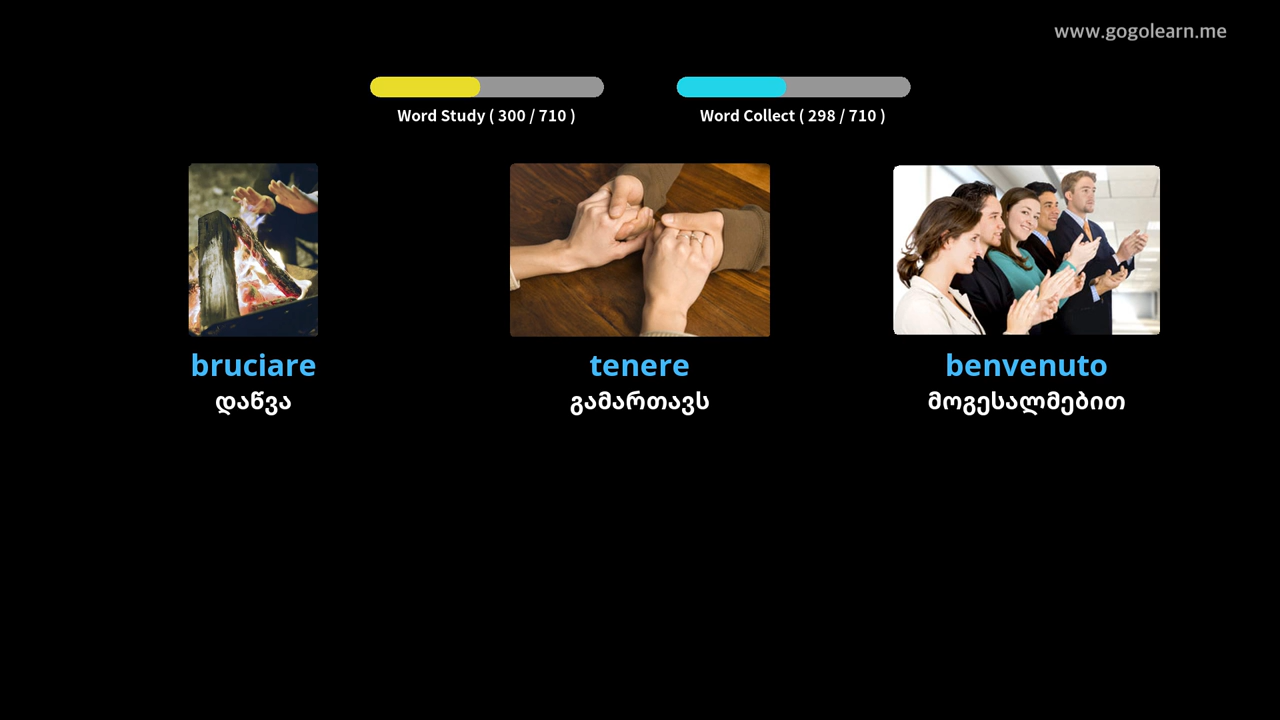 www.gogolearn.me
Word Study ( 300 / 710 )
Word Collect ( 298 / 710 )
bruciare
დაწვა
tenere
გამართავს
benvenuto
მოგესალმებით